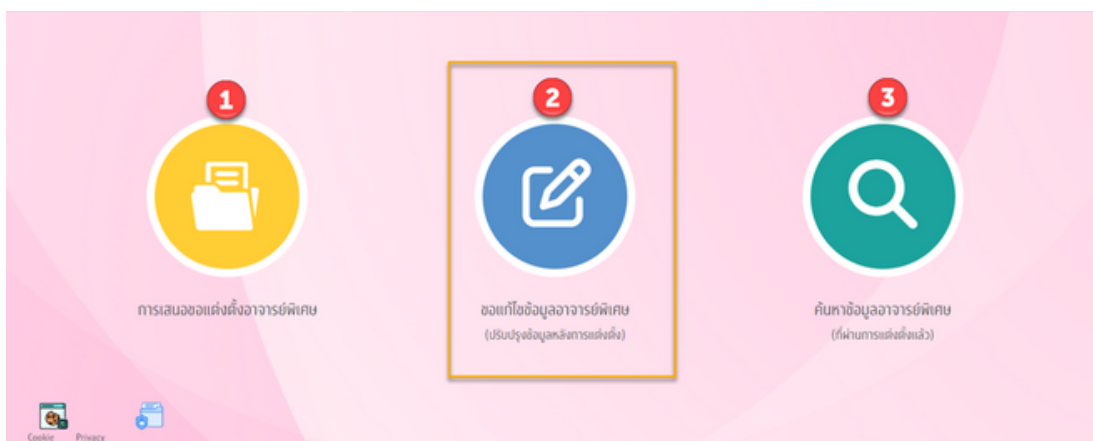 1
2
3
การเสนอขอแต่งตั้งอาจารย์พิเศษ
ขอแก้ไขข้อมูลอาจารย์พิเศษ
(ปรับปรุงข้อมูลหลังการแต่งตั้ง)
ค้นหาข้อมูลอาจารย์พิเศษ
(ที่ผ่านการแต่งตั้งแล้ว)
Cookie
Privacy